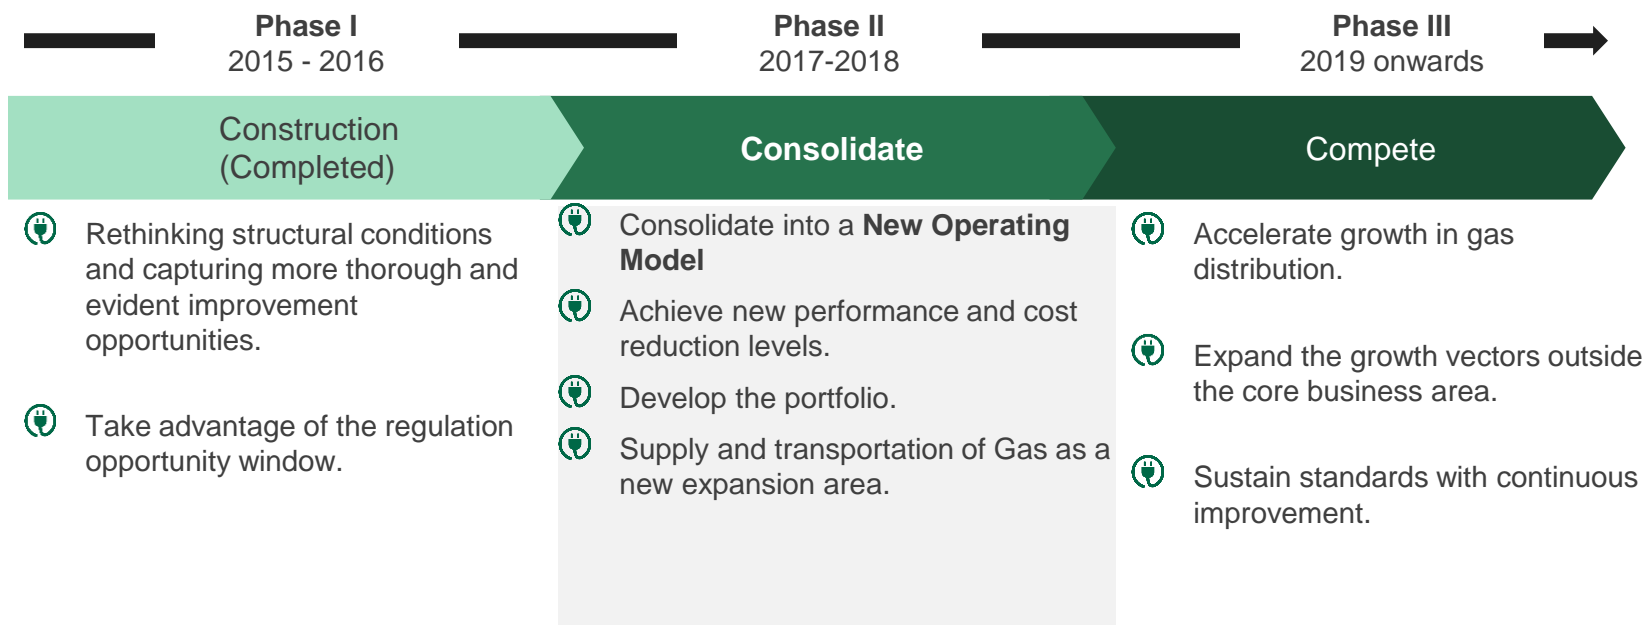 Phase I
2015 - 2016
Phase II
2017-2018
Phase III
2019 onwards
Construction
(Completed)
Consolidate
Compete
Rethinking structural conditions
and capturing more thorough and
evident improvement
opportunities.
Take advantage of the regulation
opportunity window.
Consolidate into a New Operating
Model
Achieve new performance and cost
reduction levels.
Develop the portfolio.
Supply and transportation of Gas as a
new expansion area.
Accelerate growth in gas
distribution.
Expand the growth vectors outside
the core business area.
Sustain standards with continuous
improvement.